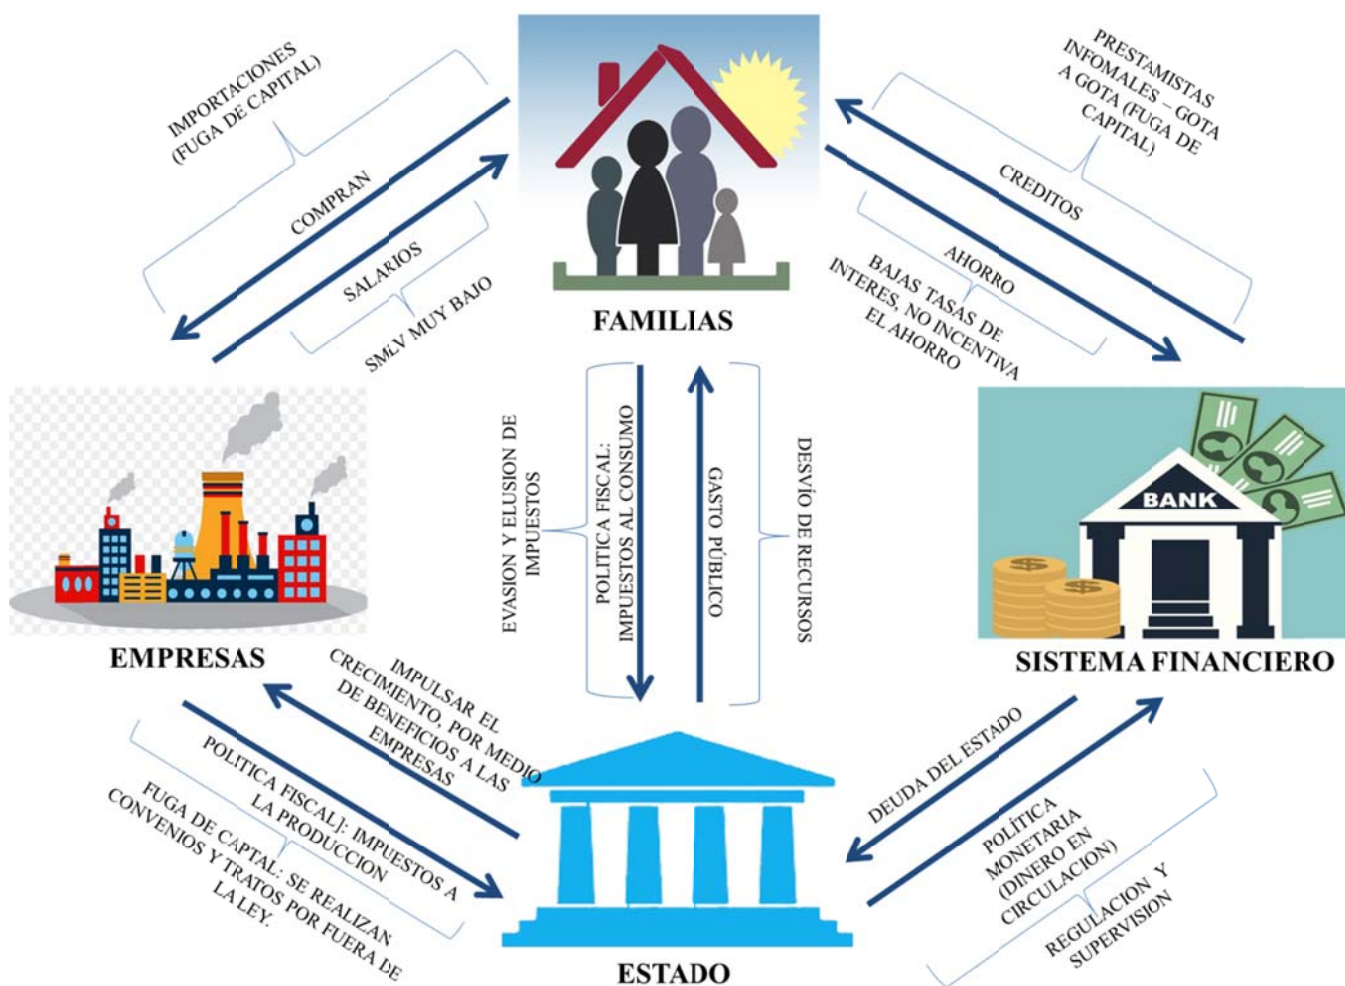 IMPORTACIONES
(FUGA DE CAPITAL)
COMPRAN
SALARIOS
SMLV MUY BAJO
PRESTAMISTAS
INFOMALES – GOTA
A GOTA (FUGA DE
CAPITAL)
CREDITOS
AHORRO
BAJAS TASAS DE
INTERES, NO INCENTIVA
EL AHORRO
FAMILIAS
EVASION Y ELUSION DE
IMPUESTOS
POLITICA FISCAL:
IMPUESTOS AL CONSUMO
GASTO PÚBLICO
DESVÍO DE RECURSOS
BANK
$
$
EMPRESAS
SISTEMA FINANCIERO
IMPULSAR EL
CRECIMIENTO, POR MEDIO
DE BENEFICIOS A LAS
EMPRESAS
POLITICA FISCAL]: IMPUESTOS A
LA PRODUCCION
FUGA DE CAPTAL: SE REALIZAN
CONVENIOS Y TRATOS POR FUERA DE
LA LEY.
DEUDA DEL ESTADO
POLÍTICA
MONETARIA
(DINERO EN
CIRCULACION)
REGULACION Y
SUPERVISION
ESTADO